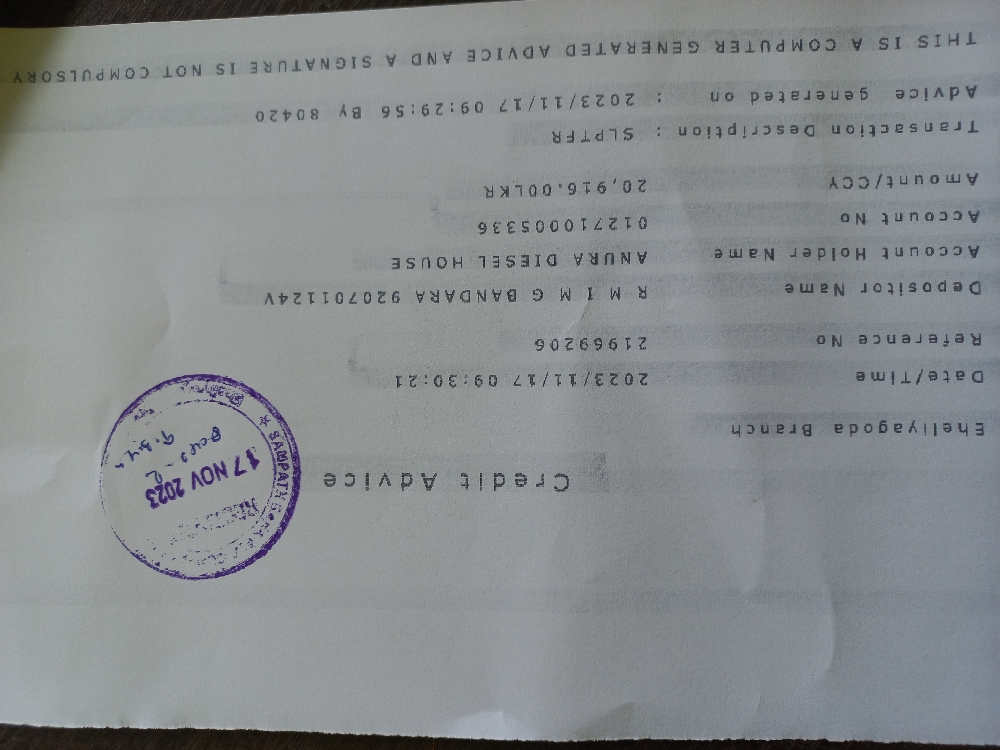 Credit Advice
Eheliyagoda Branch
Date/Time 2023/11/17 09:30:21
Reference No 21969206
Depositor Name R M I M G BANDARA 920701124V
Account Holder Name ANURA DIESEL HOUSE
Account No 012710005336
Amount/CCY 20,916.00LKR
Transaction Description : SLPTFR
Advice generated on : 2023/11/17 09:29:56 By 80420
THIS IS A COMPUTER GENERATED ADVICE AND A SIGNATURE IS NOT COMPULSORY
★ SAMPATH BANK PLC
17 NOV 2023